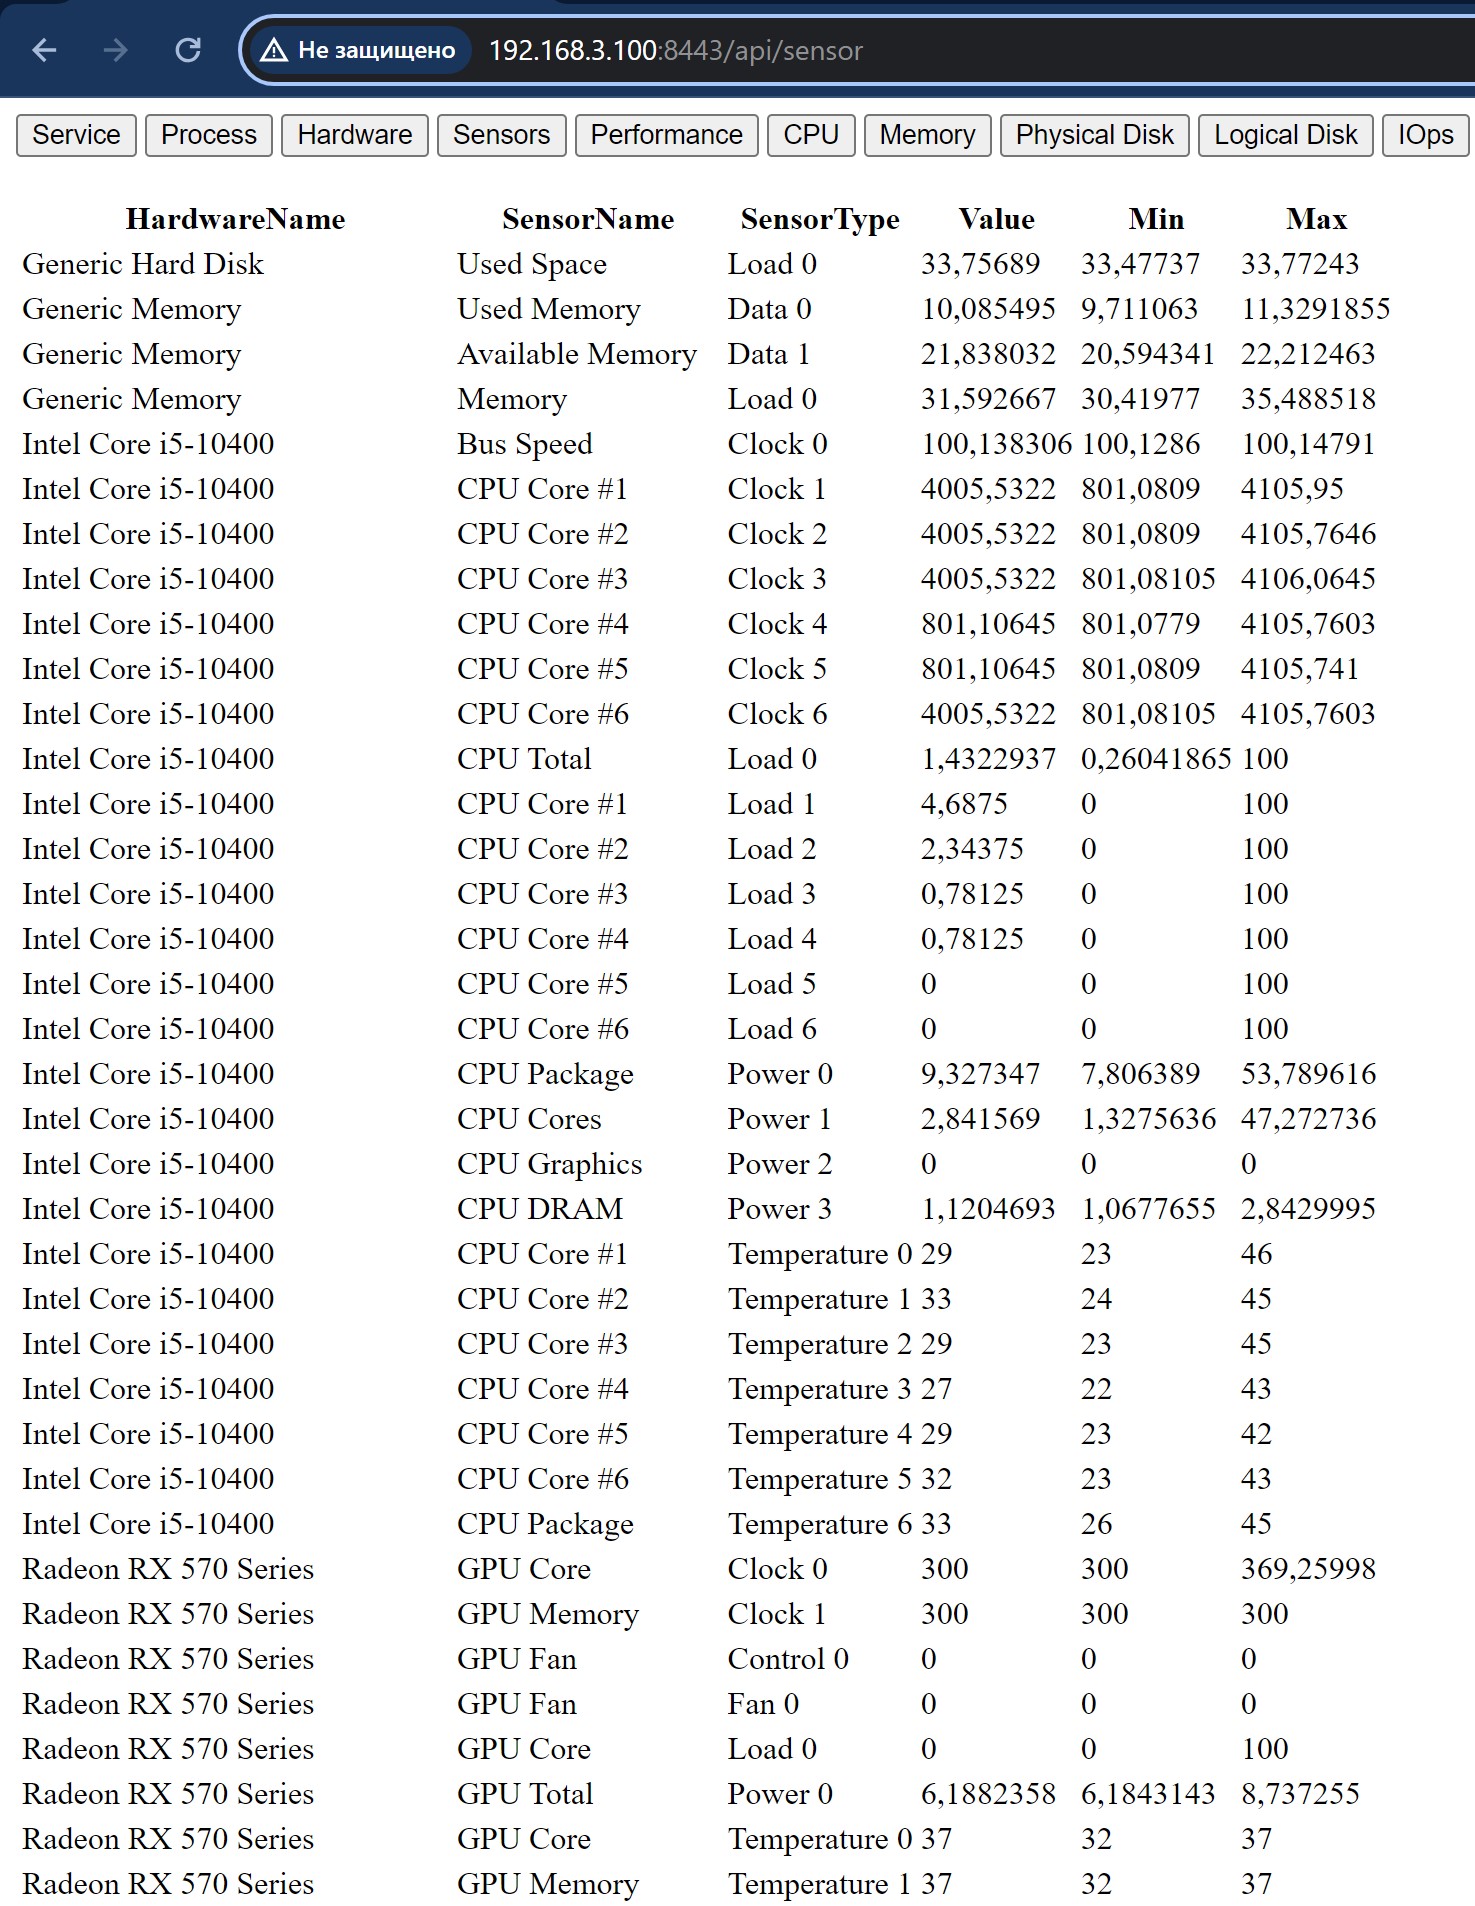 Не защищено 192.168.3.100:8443/api/sensor
Service Process Hardware Sensors Performance CPU Memory Physical Disk Logical Disk IOps
HardwareName SensorName SensorType Value Min Max
Generic Hard Disk Used Space Load 0 33,75689 33,47737 33,77243
Generic Memory Used Memory Data 0 10,085495 9,711063 11,3291855
Generic Memory Available Memory Data 1 21,838032 20,594341 22,212463
Generic Memory Memory Load 0 31,592667 30,41977 35,488518
Intel Core i5-10400 Bus Speed Clock 0 100,138306 100,1286 100,14791
Intel Core i5-10400 CPU Core #1 Clock 1 4005,5322 801,0809 4105,95
Intel Core i5-10400 CPU Core #2 Clock 2 4005,5322 801,0809 4105,7646
Intel Core i5-10400 CPU Core #3 Clock 3 4005,5322 801,08105 4106,0645
Intel Core i5-10400 CPU Core #4 Clock 4 801,10645 801,0779 4105,7603
Intel Core i5-10400 CPU Core #5 Clock 5 801,10645 801,0809 4105,741
Intel Core i5-10400 CPU Core #6 Clock 6 4005,5322 801,08105 4105,7603
Intel Core i5-10400 CPU Total Load 0 1,4322937 0,26041865 100
Intel Core i5-10400 CPU Core #1 Load 1 4,6875 0 100
Intel Core i5-10400 CPU Core #2 Load 2 2,34375 0 100
Intel Core i5-10400 CPU Core #3 Load 3 0,78125 0 100
Intel Core i5-10400 CPU Core #4 Load 4 0,78125 0 100
Intel Core i5-10400 CPU Core #5 Load 5 0 0 100
Intel Core i5-10400 CPU Core #6 Load 6 0 0 100
Intel Core i5-10400 CPU Package Power 0 9,327347 7,806389 53,789616
Intel Core i5-10400 CPU Cores Power 1 2,841569 1,3275636 47,272736
Intel Core i5-10400 CPU Graphics Power 2 0 0 0
Intel Core i5-10400 CPU DRAM Power 3 1,1204693 1,0677655 2,8429995
Intel Core i5-10400 CPU Core #1 Temperature 0 29 23 46
Intel Core i5-10400 CPU Core #2 Temperature 1 33 24 45
Intel Core i5-10400 CPU Core #3 Temperature 2 29 23 45
Intel Core i5-10400 CPU Core #4 Temperature 3 27 22 43
Intel Core i5-10400 CPU Core #5 Temperature 4 29 23 42
Intel Core i5-10400 CPU Core #6 Temperature 5 32 23 43
Intel Core i5-10400 CPU Package Temperature 6 33 26 45
Radeon RX 570 Series GPU Core Clock 0 300 300 369,25998
Radeon RX 570 Series GPU Memory Clock 1 300 300 300
Radeon RX 570 Series GPU Fan Control 0 0 0 0
Radeon RX 570 Series GPU Fan Fan 0 0 0 0
Radeon RX 570 Series GPU Core Load 0 0 0 100
Radeon RX 570 Series GPU Total Power 0 6,1882358 6,1843143 8,737255
Radeon RX 570 Series GPU Core Temperature 0 37 32 37
Radeon RX 570 Series GPU Memory Temperature 1 37 32 37